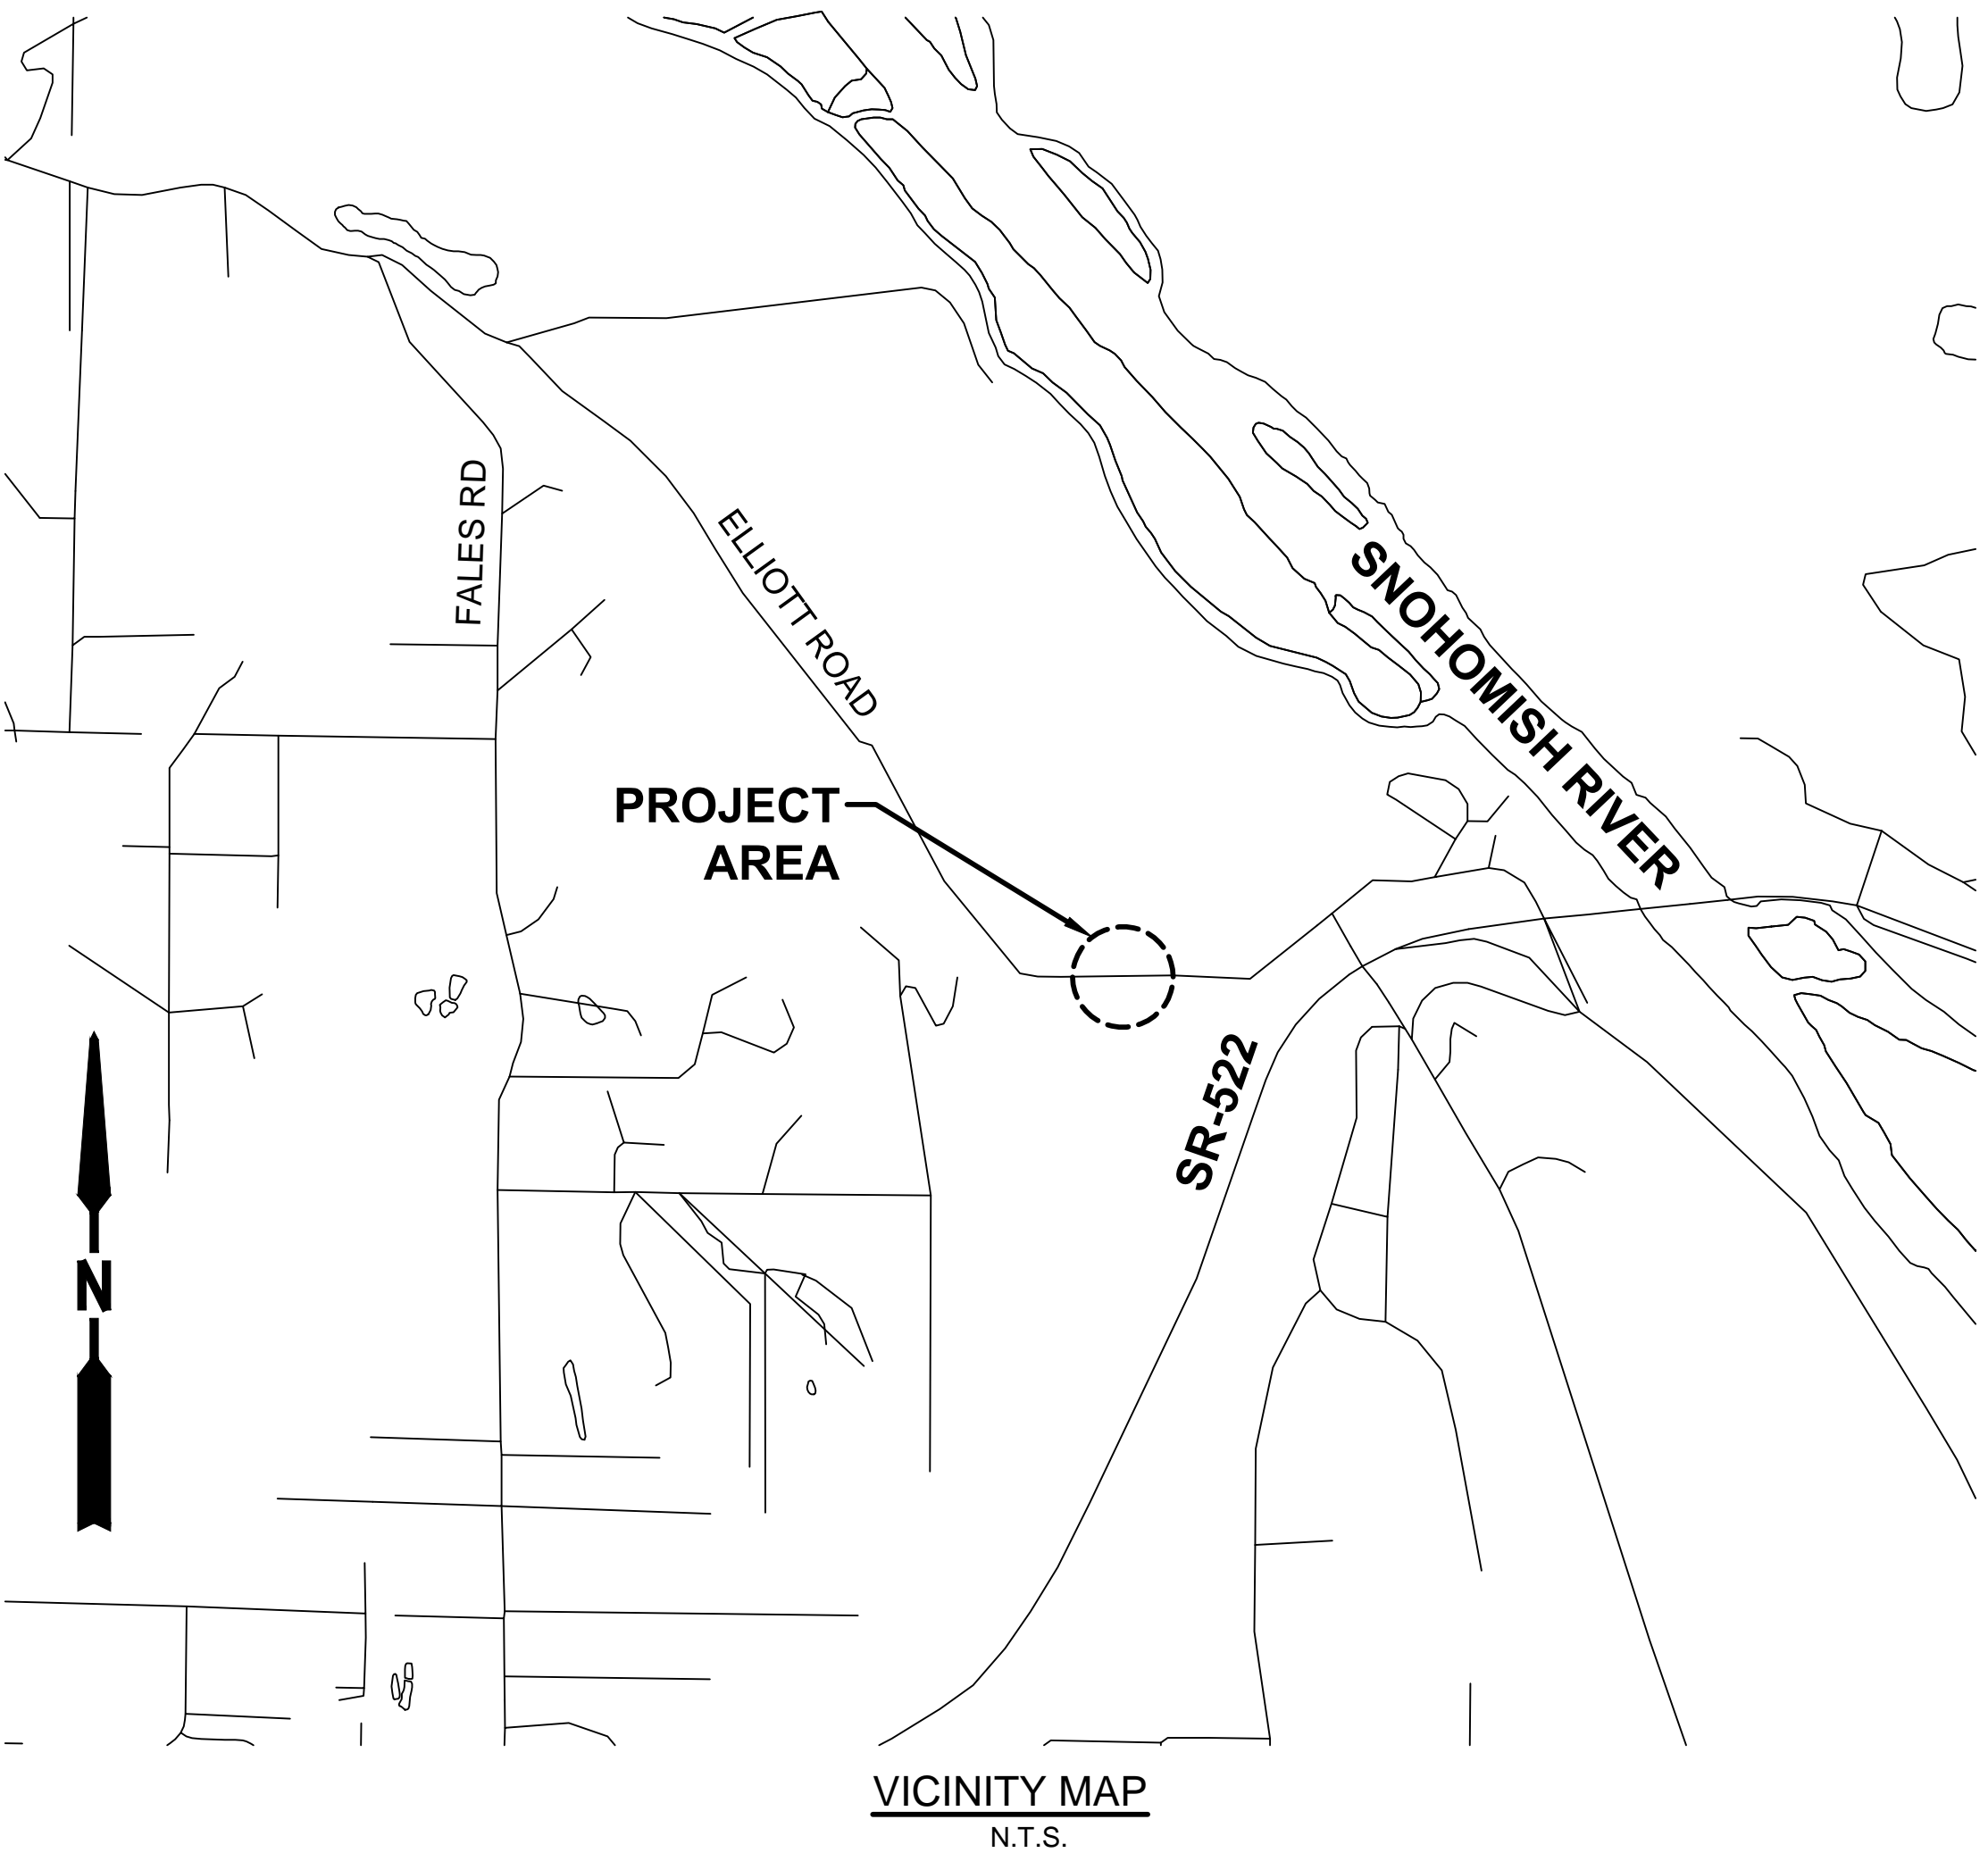 FALES RD
ELLIOTT ROAD
SNOHOMISH RIVER
PROJECT
AREA
SR-522
N
VICINITY MAP
N.T.S.